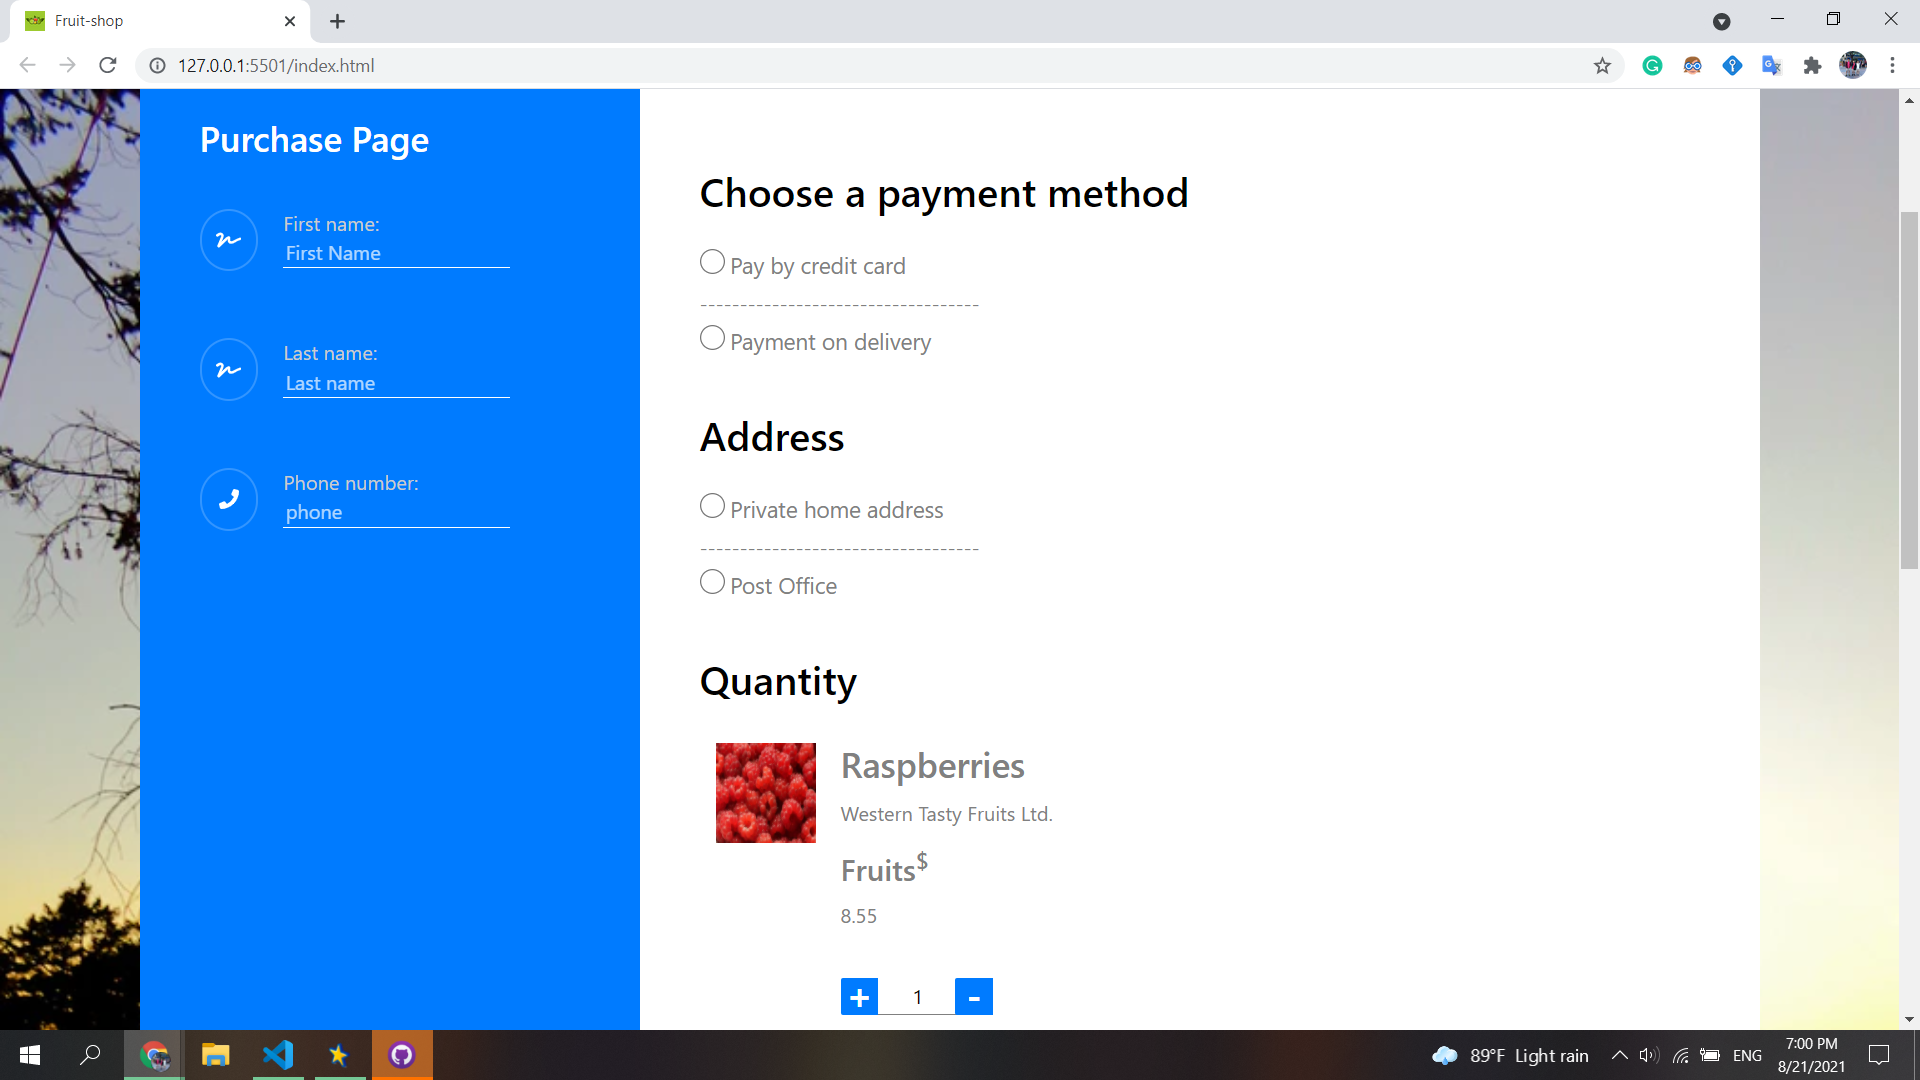 Fruit-shop
127.0.0.1:5501/index.html
Purchase Page
First name:
First Name
Last name:
Last name
Phone number:
phone
Choose a payment method
Pay by credit card
-----------------------------------
Payment on delivery
Address
Private home address
-----------------------------------
Post Office
Quantity
Raspberries
Western Tasty Fruits Ltd.
Fruits$
8.55
+ 1 -
89°F Light rain
ENG
7:00 PM
8/21/2021